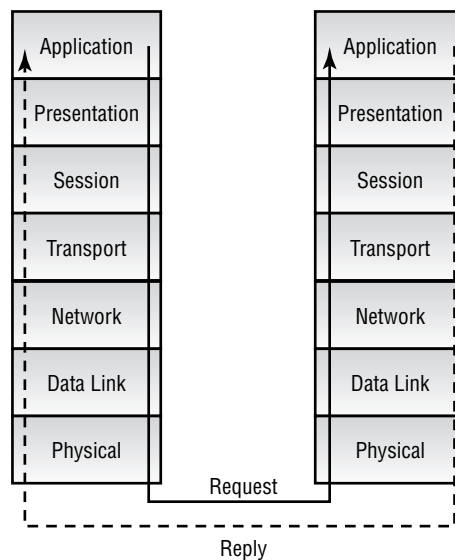 Application
Presentation
Session
Transport
Network
Data Link
Physical
Application
Presentation
Session
Transport
Network
Data Link
Physical
Request
Reply